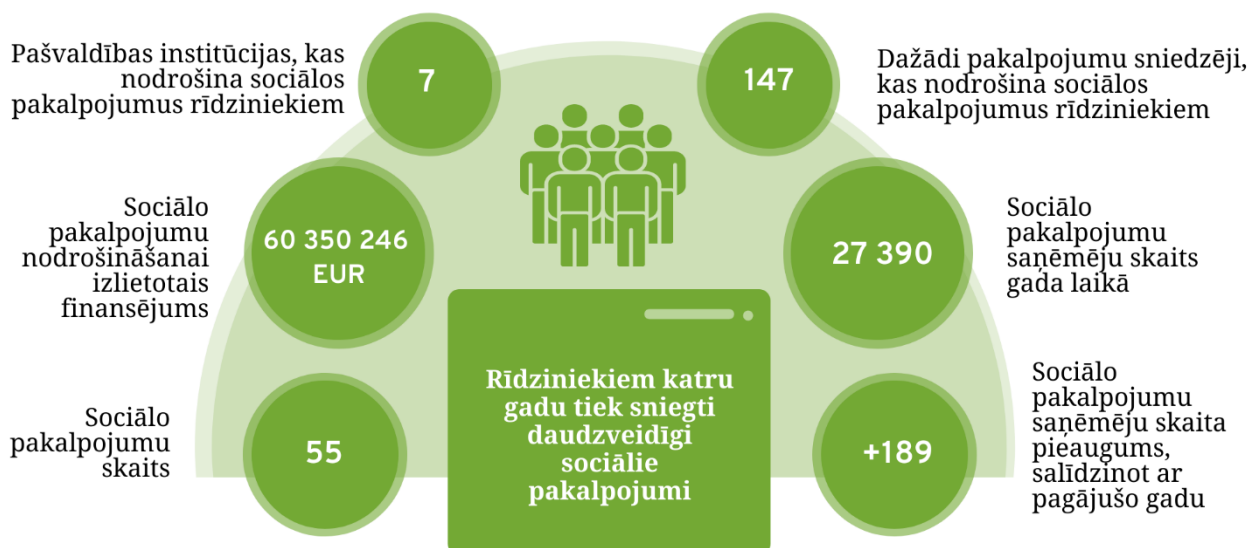 Pašvaldības institūcijas, kas
nodrošina sociālos
pakalpojumus rīdziniekiem
7
147
Dažādi pakalpojumu sniedzēji,
kas nodrošina sociālos
pakalpojumus rīdziniekiem
Sociālo
pakalpojumu
nodrošināšanai
izlietotais
finansējums
60 350 246
EUR
27 390
Sociālo
pakalpojumu
saņēmēju skaits
gada laikā
Sociālo
pakalpojumu
skaits
55
Rīdziniekiem katru
gadu tiek sniegti
daudzveidīgi
sociālie
pakalpojumi
+189
Sociālo
pakalpojumu
saņēmēju skaita
pieaugums,
salīdzinot ar
pagājušo gadu